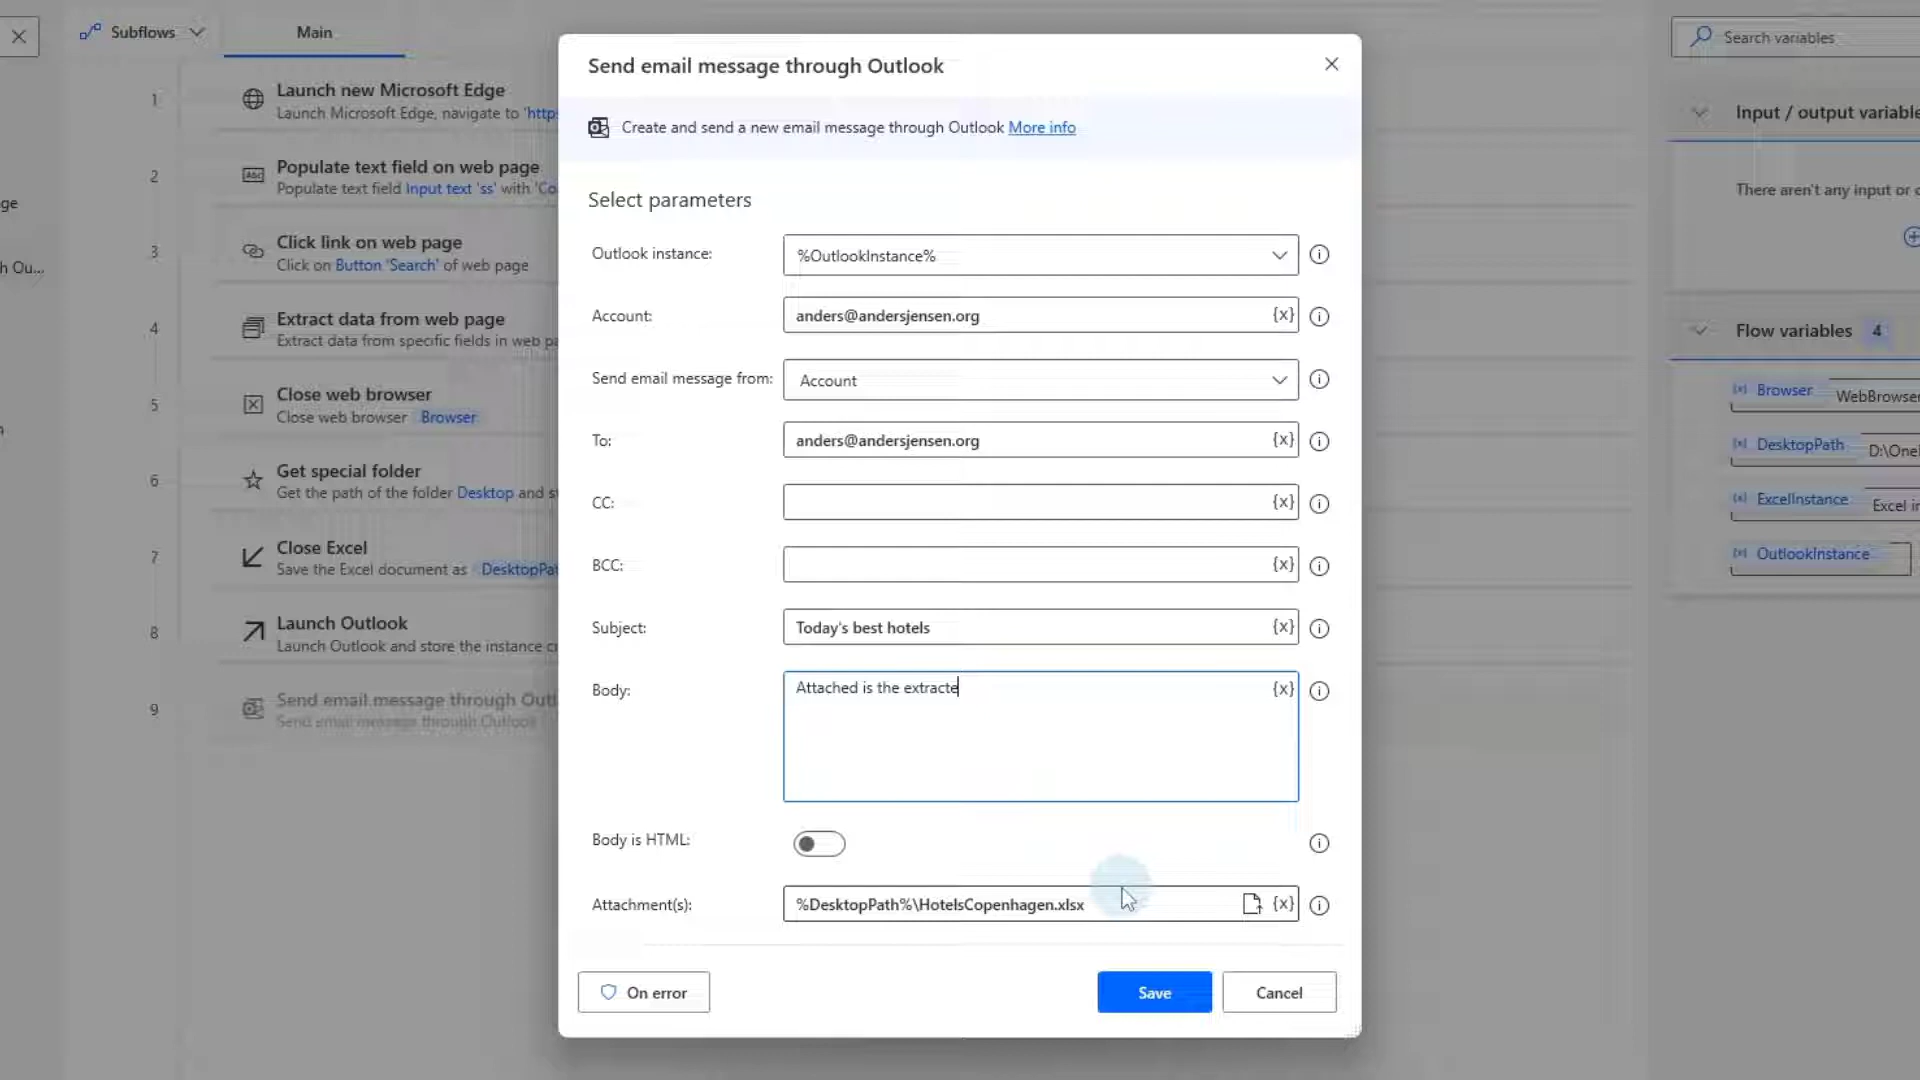 Subflows
Main
Search variables
Send email message through Outlook
Create and send a new email message through Outlook More info
Select parameters
Outlook instance: %OutlookInstance%
Account: anders@andersjensen.org {x}
Send email message from: Account
To: anders@andersjensen.org {x}
CC: {x}
BCC: {x}
Subject: Today's best hotels {x}
Body: Attached is the extracte {x}
Body is HTML:
Attachment(s): %DesktopPath%\HotelsCopenhagen.xlsx {x}
On error
Save
Cancel
1
Launch new Microsoft Edge
Launch Microsoft Edge, navigate to 'https
2
Populate text field on web page
Populate text field Input text 'ss' with 'Co
3
Click link on web page
Click on Button 'Search' of web page
4
Extract data from web page
Extract data from specific fields in web pa
5
Close web browser
Close web browser Browser
6
Get special folder
Get the path of the folder Desktop and st
7
Close Excel
Save the Excel document as DesktopPat
8
Launch Outlook
Launch Outlook and store the instance cr
9
Send email message through Outl
Send email message through Outlook
ge
h Ou...
Input / output variable
There aren't any input or o
Flow variables 4
{x} Browser WebBrowser
{x} DesktopPath D:\OneD
{x} ExcelInstance Excel in
{x} OutlookInstance